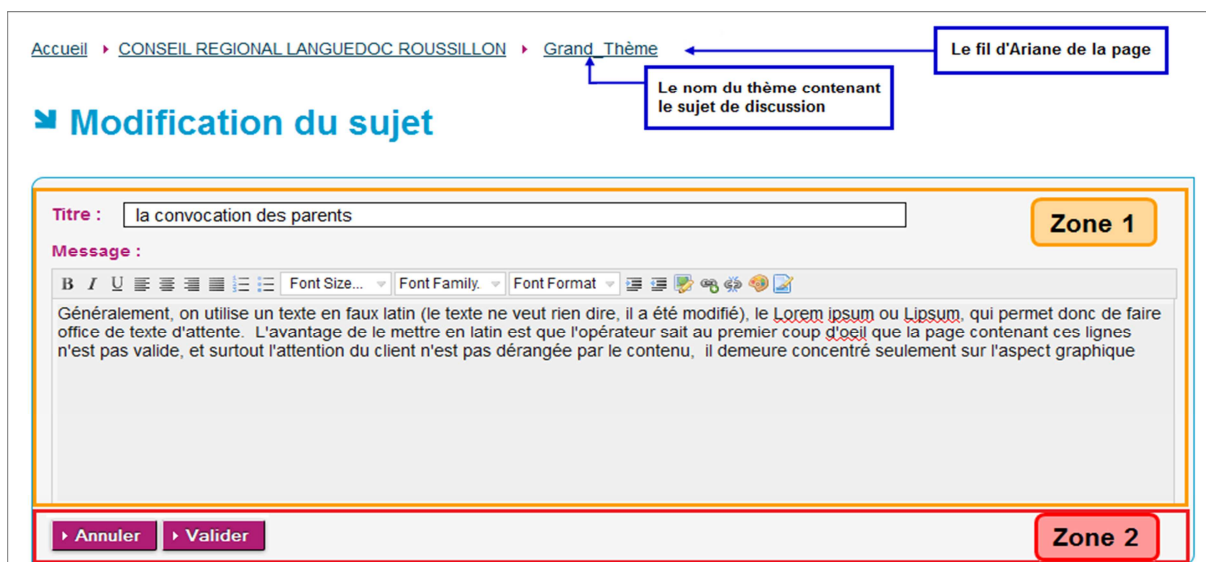 Accueil CONSEIL REGIONAL LANGUEDOC ROUSSILLON Grand_Thème
Le fil d'Ariane de la page
Le nom du thème contenant
le sujet de discussion
Modification du sujet
Titre : la convocation des parents
Zone 1
Message :
B I U Font Size... Font Family. Font Format
Généralement, on utilise un texte en faux latin (le texte ne veut rien dire, il a été modifié), le Lorem ipsum ou Lipsum, qui permet donc de faire
office de texte d'attente. L'avantage de le mettre en latin est que l'opérateur sait au premier coup d'oeil que la page contenant ces lignes
n'est pas valide, et surtout l'attention du client n'est pas dérangée par le contenu, il demeure concentré seulement sur l'aspect graphique
Annuler Valider
Zone 2